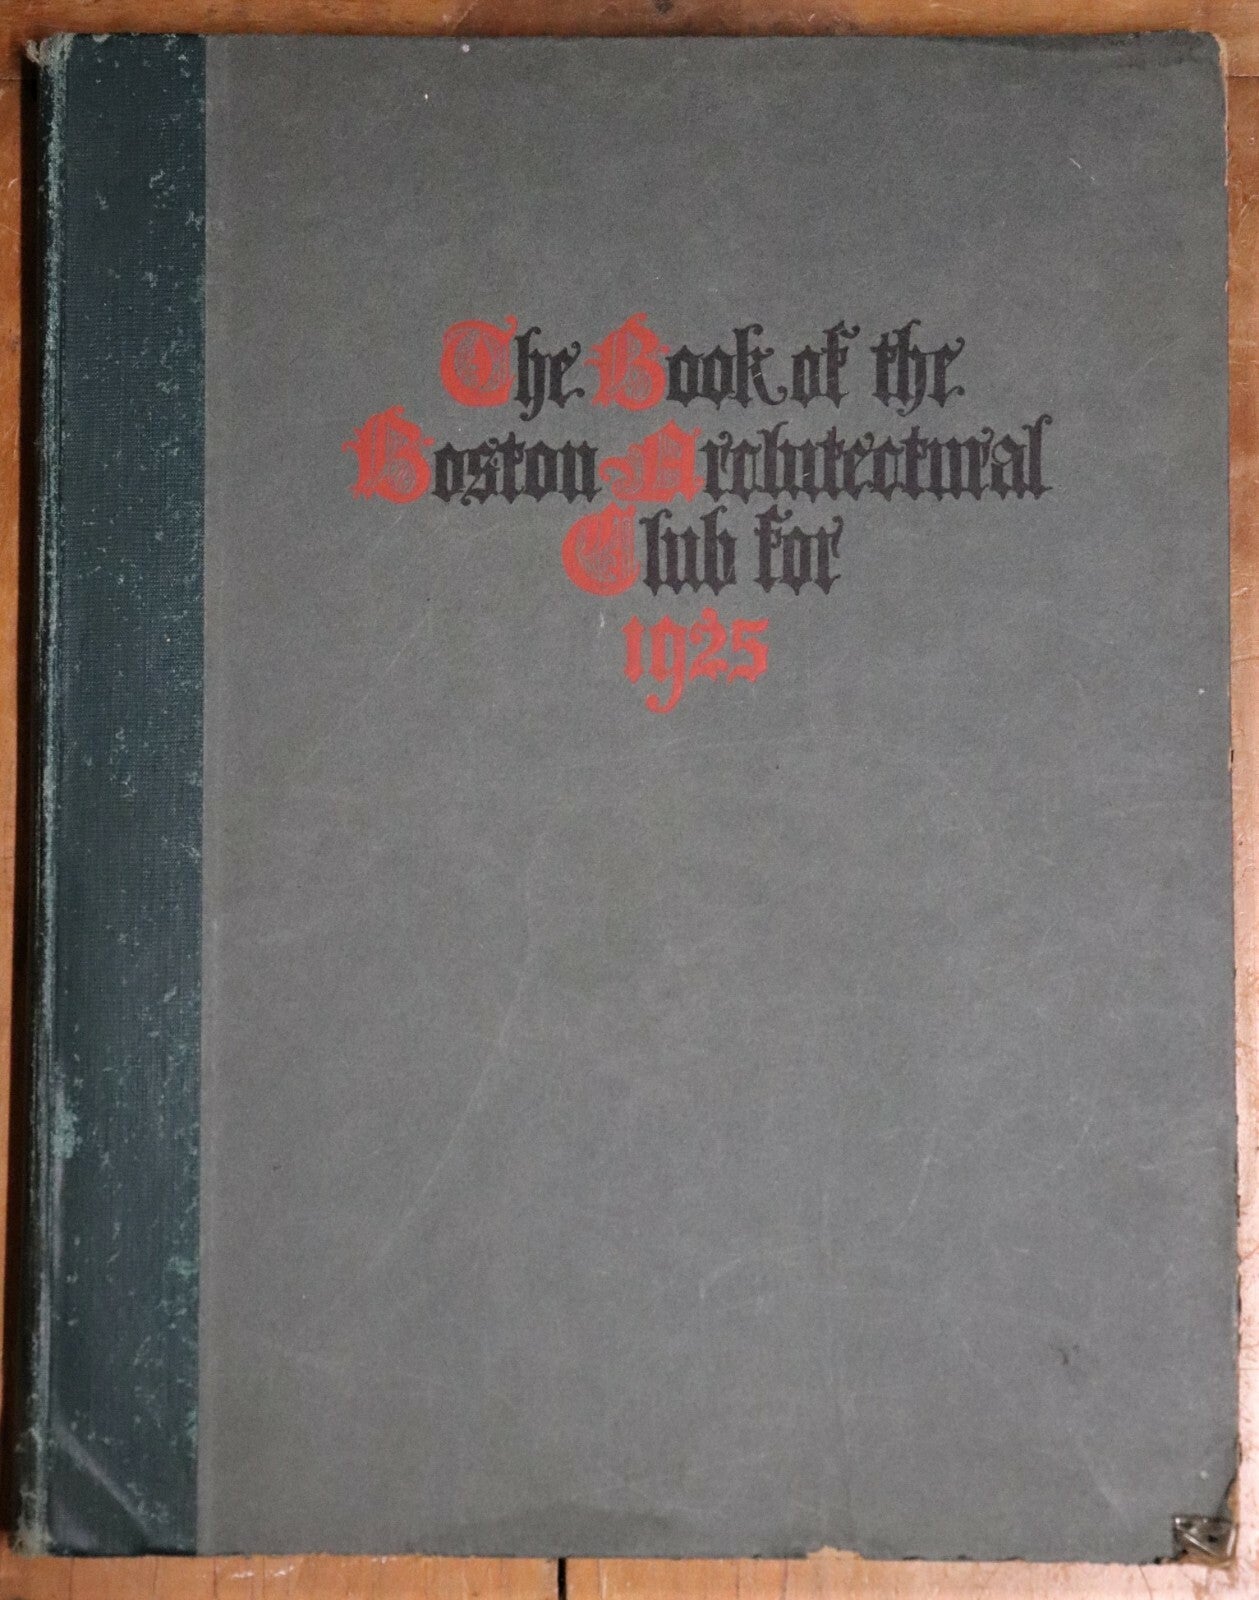 The Book of the
Boston Architectural
Club for
1925